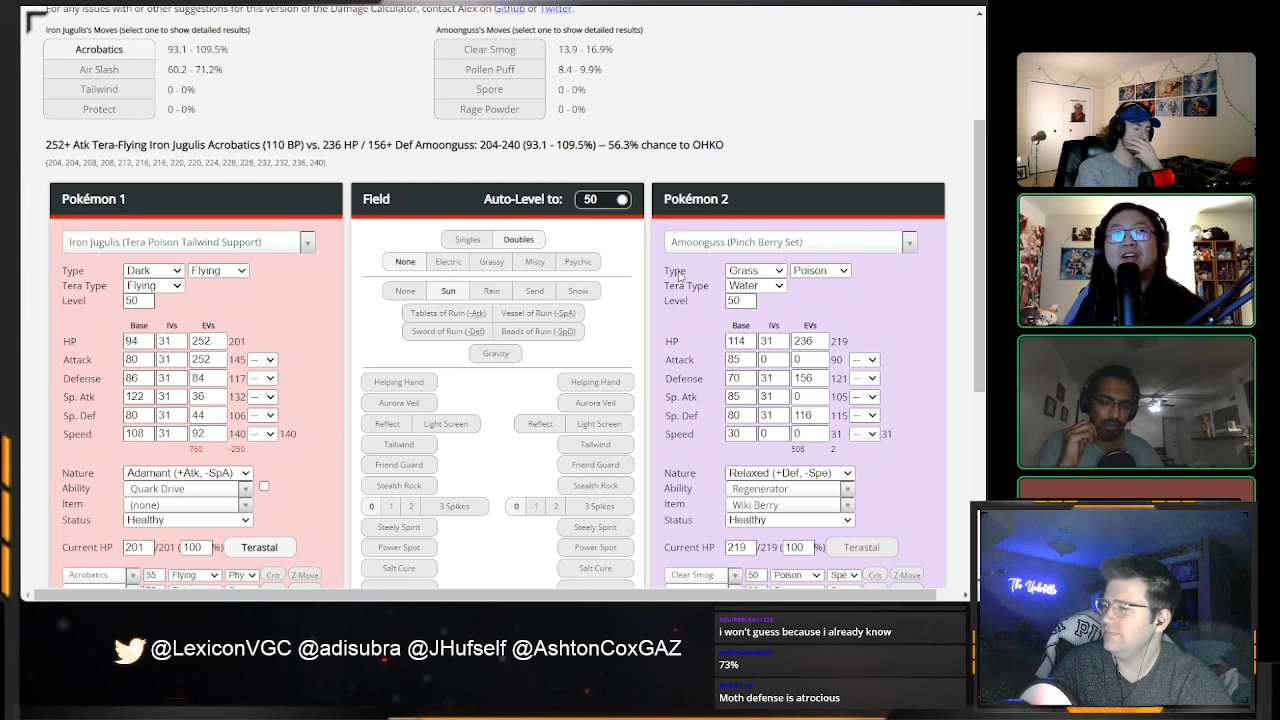 For any issues with or other suggestions for this version of the Damage Calculator, contact Alex on Github or Twitter.
Iron Jugulis's Moves (select one to show detailed results)
Acrobatics 93.1 - 109.5%
Air Slash 60.2 - 71.2%
Tailwind 0 - 0%
Protect 0 - 0%
Amoonguss's Moves (select one to show detailed results)
Clear Smog 13.9 - 16.9%
Pollen Puff 8.4 - 9.9%
Spore 0 - 0%
Rage Powder 0 - 0%
252+ Atk Tera-Flying Iron Jugulis Acrobatics (110 BP) vs. 236 HP / 156+ Def Amoonguss: 204-240 (93.1 - 109.5%) -- 56.3% chance to OHKO
(204, 204, 208, 208, 212, 216, 216, 220, 220, 224, 228, 228, 232, 232, 236, 240)
Pokémon 1
Iron Jugulis (Tera Poison Tailwind Support)
Type Dark Flying
Tera Type Flying
Level 50
Base IVs EVs
HP 94 31 252 201
Attack 80 31 252 145 --
Defense 86 31 84 117 --
Sp. Atk 122 31 36 132 --
Sp. Def 80 31 44 106 --
Speed 108 31 92 140 -- 140
760 -250
Nature Adamant (+Atk, -SpA)
Ability Quark Drive
Item (none)
Status Healthy
Current HP 201 /201 ( 100 %) Terastal
Acrobatics 55 Flying Phy: Crit Z-Move
Field Auto-Level to: 50
Singles Doubles
None Electric Grassy Misty Psychic
None Sun Rain Sand Snow
Tablets of Ruin (-Atk) Vessel of Ruin (-SpA)
Sword of Ruin (-Def) Beads of Ruin (-SpD)
Gravity
Helping Hand Helping Hand
Aurora Veil Aurora Veil
Reflect Light Screen Reflect Light Screen
Tailwind Tailwind
Friend Guard Friend Guard
Stealth Rock Stealth Rock
0 1 2 3 Spikes 0 1 2 3 Spikes
Steely Spirit Steely Spirit
Power Spot Power Spot
Salt Cure Salt Cure
Pokémon 2
Amoonguss (Pinch Berry Set)
Type Grass Poison
Tera Type Water
Level 50
Base IVs EVs
HP 114 31 236 219
Attack 85 0 0 90 --
Defense 70 31 156 121 --
Sp. Atk 85 31 0 105 --
Sp. Def 80 31 116 115 --
Speed 30 0 0 31 -- 31
508 2
Nature Relaxed (+Def, -Spe)
Ability Regenerator
Item Wiki Berry
Status Healthy
Current HP 219 /219 ( 100 %) Terastal
Clear Smog 50 Poison Spe Crit Z-Move
@LexiconVGC @adisubra @JHufself @AshtonCoxGAZ
i won't guess because i already know
73%
Moth defense is atrocious